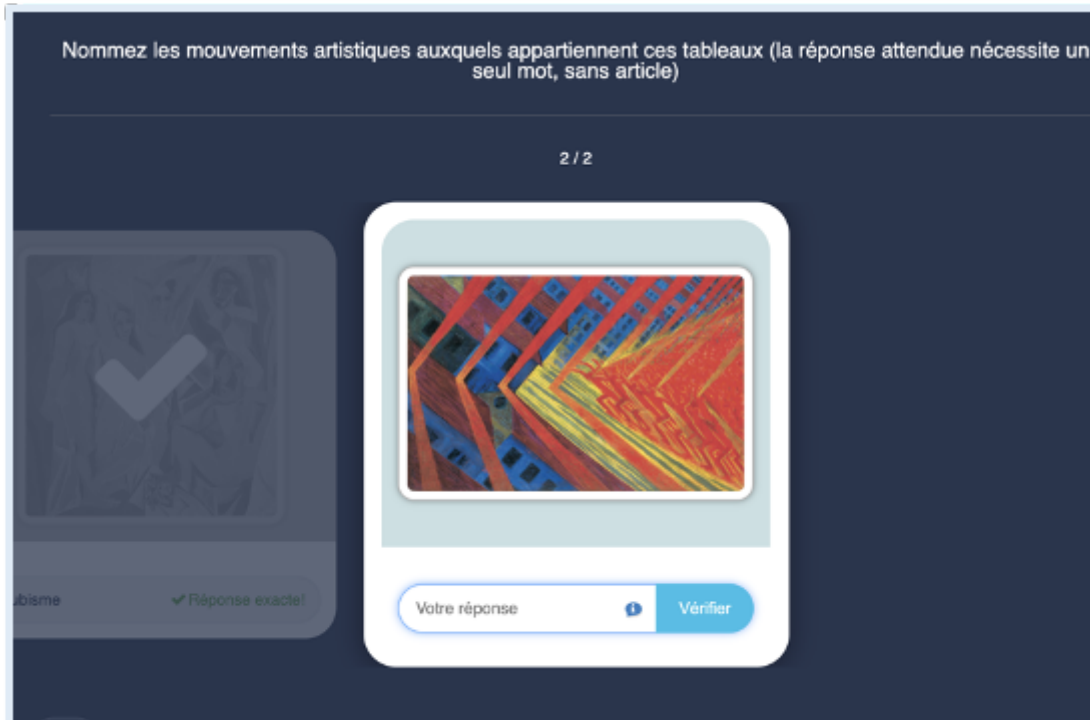 Nommez les mouvements artistiques auxquels appartiennent ces tableaux (la réponse attendue nécessite un
seul mot, sans article)
2 / 2
ubisme
Réponse exacte!
Votre réponse
Vérifier